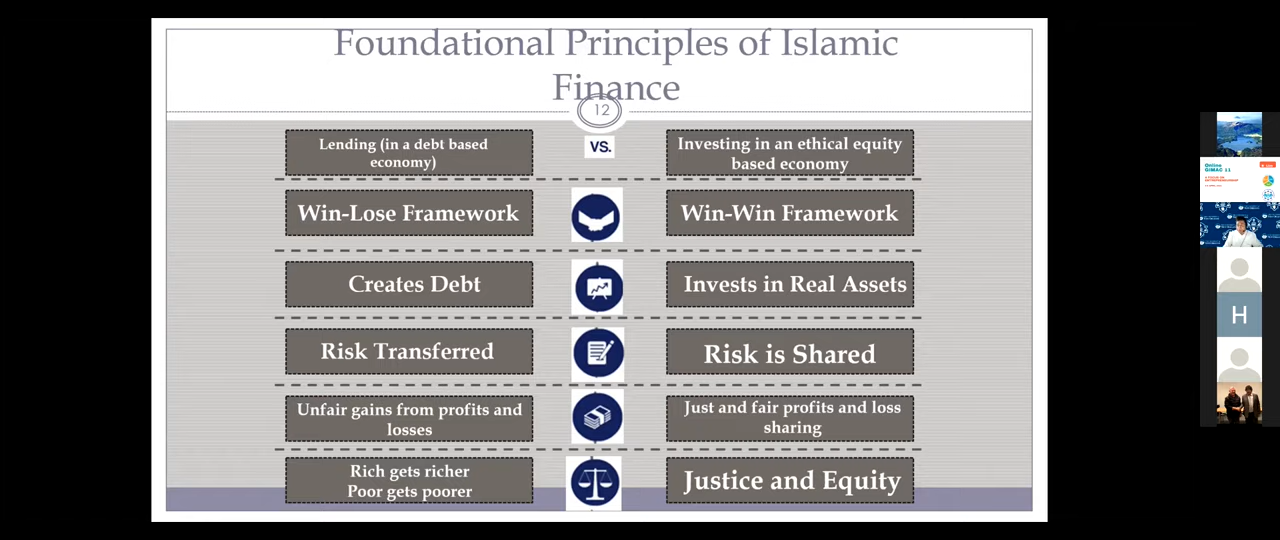 Foundational Principles of Islamic
Finance
12
Lending (in a debt based
economy)
VS.
Investing in an ethical equity
based economy
Win-Lose Framework
Win-Win Framework
Creates Debt
Invests in Real Assets
Risk Transferred
Risk is Shared
Unfair gains from profits and
losses
Just and fair profits and loss
sharing
Rich gets richer
Poor gets poorer
Justice and Equity
Online
GIMAC 11
H